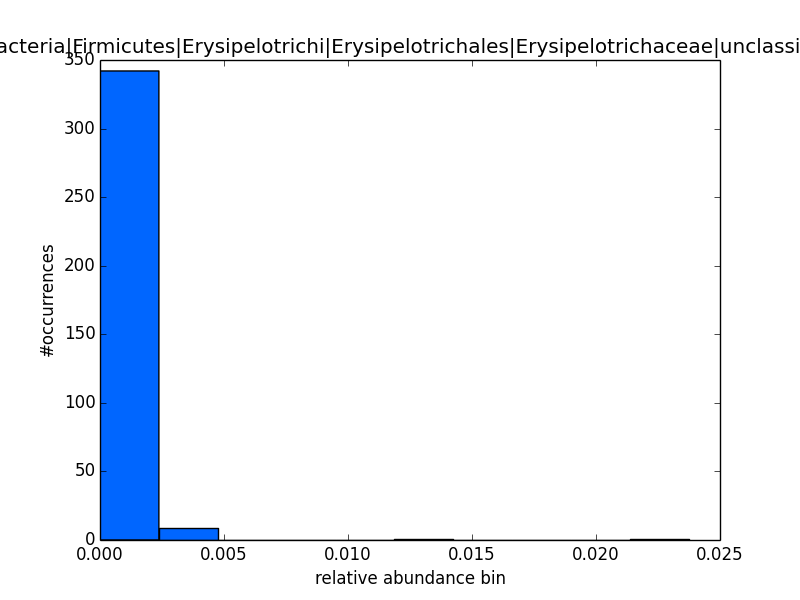 acteria|Firmicutes|Erysipelotrichi|Erysipelotrichales|Erysipelotrichaceae|unclassi
350
300
250
200
150
100
50
0
#occurrences
0.000 0.005 0.010 0.015 0.020 0.025
relative abundance bin